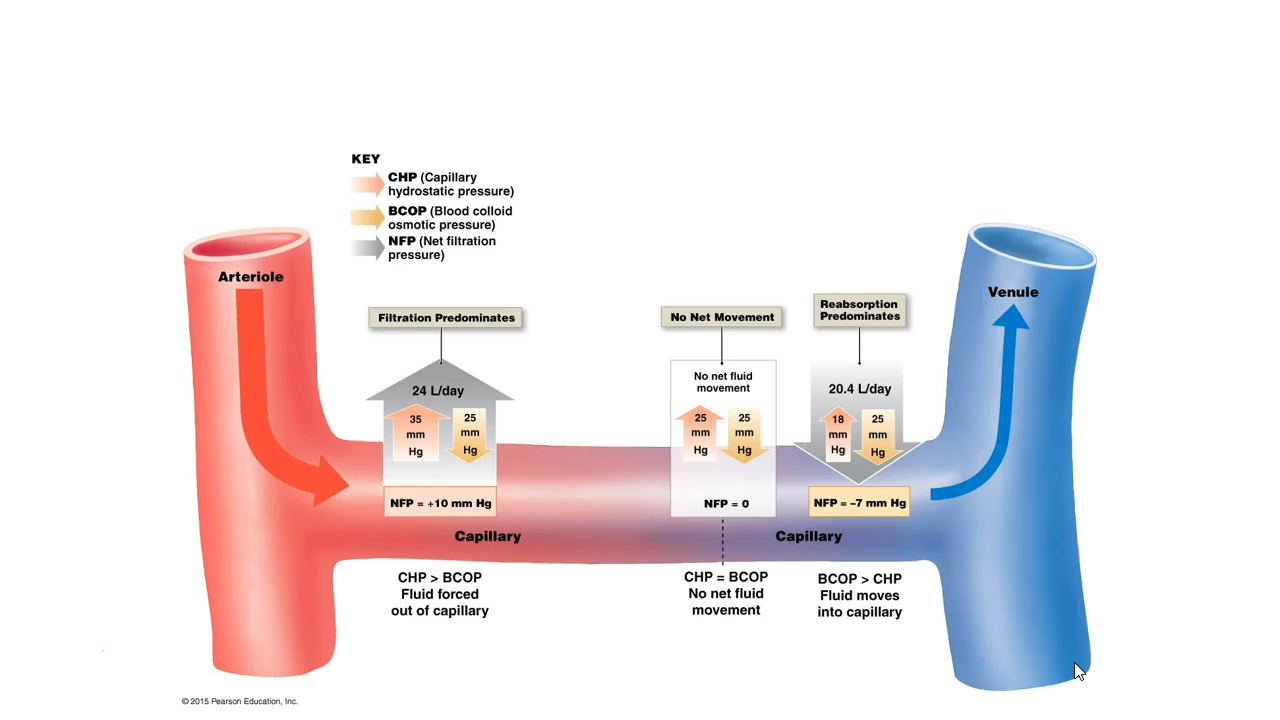 KEY
CHP (Capillary
hydrostatic pressure)
BCOP (Blood colloid
osmotic pressure)
NFP (Net filtration
pressure)
Arteriole
Venule
Filtration Predominates
24 L/day
35
mm
Hg
25
mm
Hg
NFP = +10 mm Hg
No Net Movement
No net fluid
movement
25
mm
Hg
25
mm
Hg
NFP = 0
Reabsorption
Predominates
20.4 L/day
18
mm
Hg
25
mm
Hg
NFP = –7 mm Hg
Capillary
Capillary
CHP > BCOP
Fluid forced
out of capillary
CHP = BCOP
No net fluid
movement
BCOP > CHP
Fluid moves
into capillary
© 2015 Pearson Education, Inc.